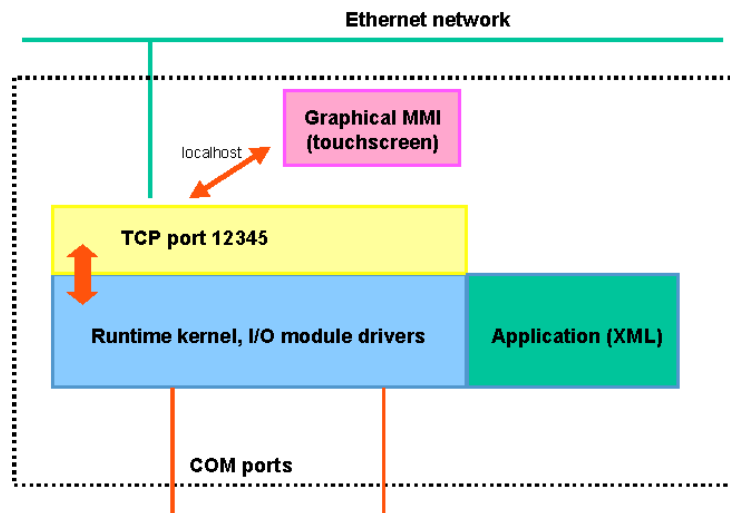 Ethernet network
Graphical MMI
(touchscreen)
localhost
TCP port 12345
Runtime kernel, I/O module drivers
Application (XML)
COM ports